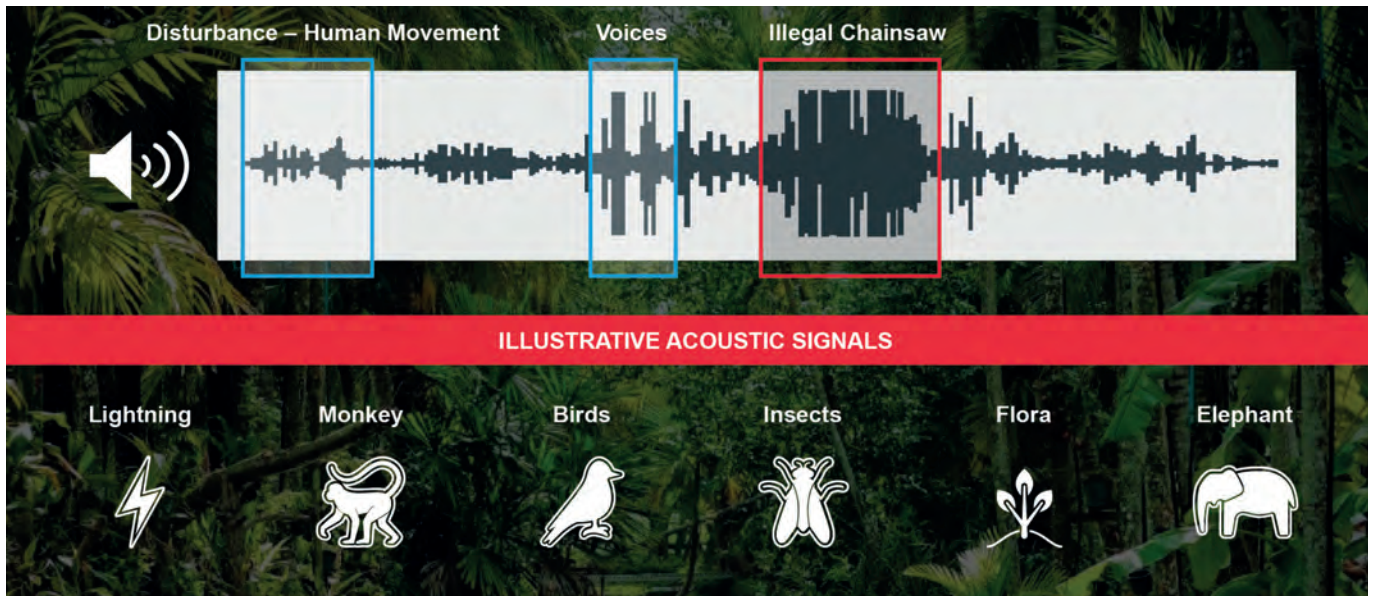 Disturbance – Human Movement
Voices
Illegal Chainsaw
ILLUSTRATIVE ACOUSTIC SIGNALS
Lightning
Monkey
Birds
Insects
Flora
Elephant